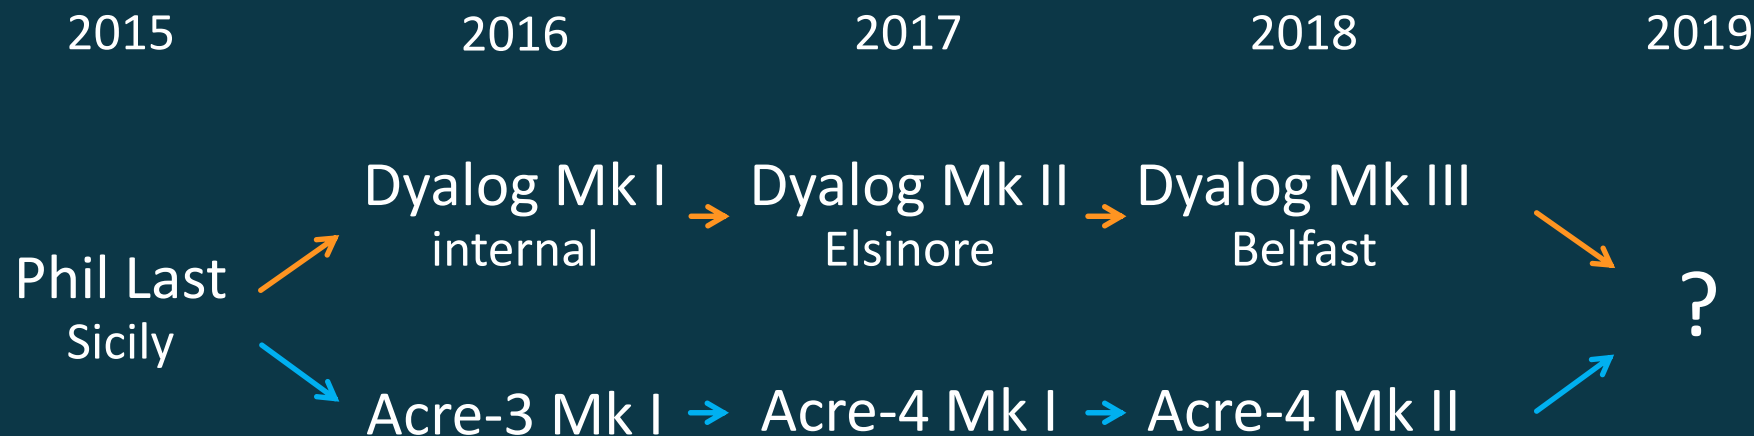 2015 2016 2017 2018 2019
Dyalog Mk I Dyalog Mk II Dyalog Mk III
internal Elsinore Belfast
Phil Last
Sicily
?
Acre-3 Mk I Acre-4 Mk I Acre-4 Mk II